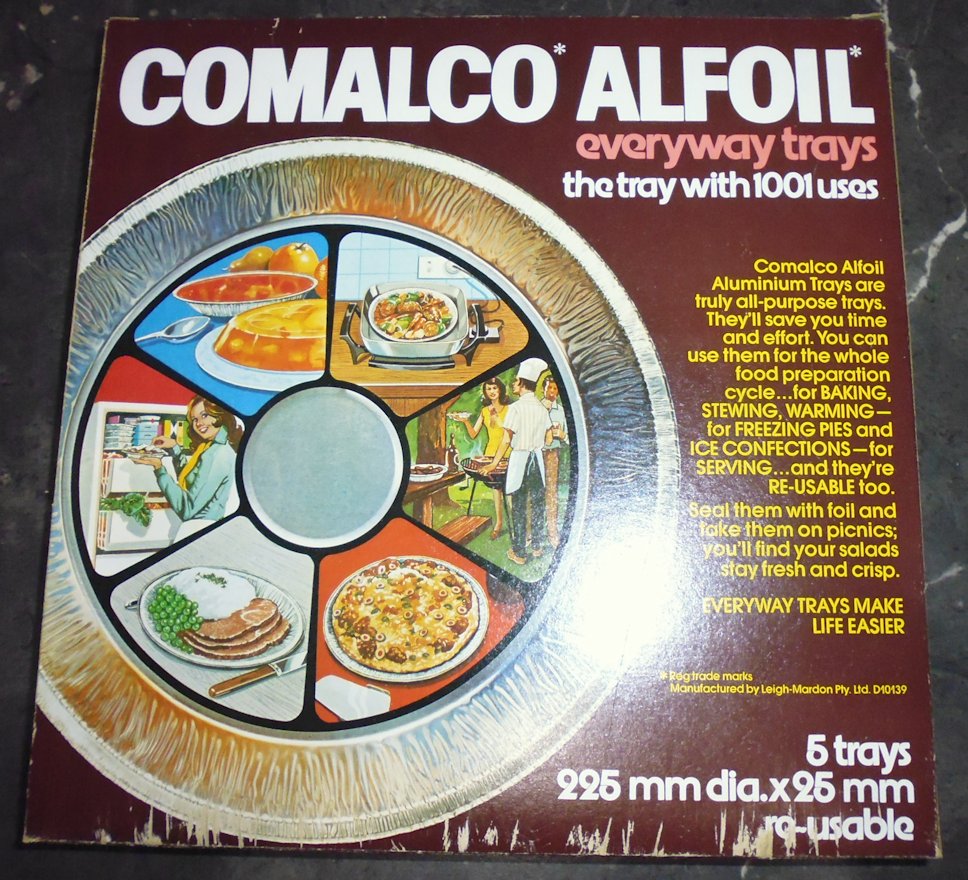 COMALCO* ALFOIL*
everyway trays
the tray with 1001 uses
Comalco Alfoil
Aluminium Trays are
truly all-purpose trays.
They'll save you time
and effort. You can
use them for the whole
food preparation
cycle...for BAKING,
STEWING, WARMING—
for FREEZING PIES and
ICE CONFECTIONS—for
SERVING...and they're
RE-USABLE too.
Seal them with foil and
take them on picnics;
you'll find your salads
stay fresh and crisp.
EVERYWAY TRAYS MAKE
LIFE EASIER
* Reg trade marks
Manufactured by Leigh-Mardon Pty. Ltd. D10139
5 trays
225 mm dia. x 25 mm
re-usable